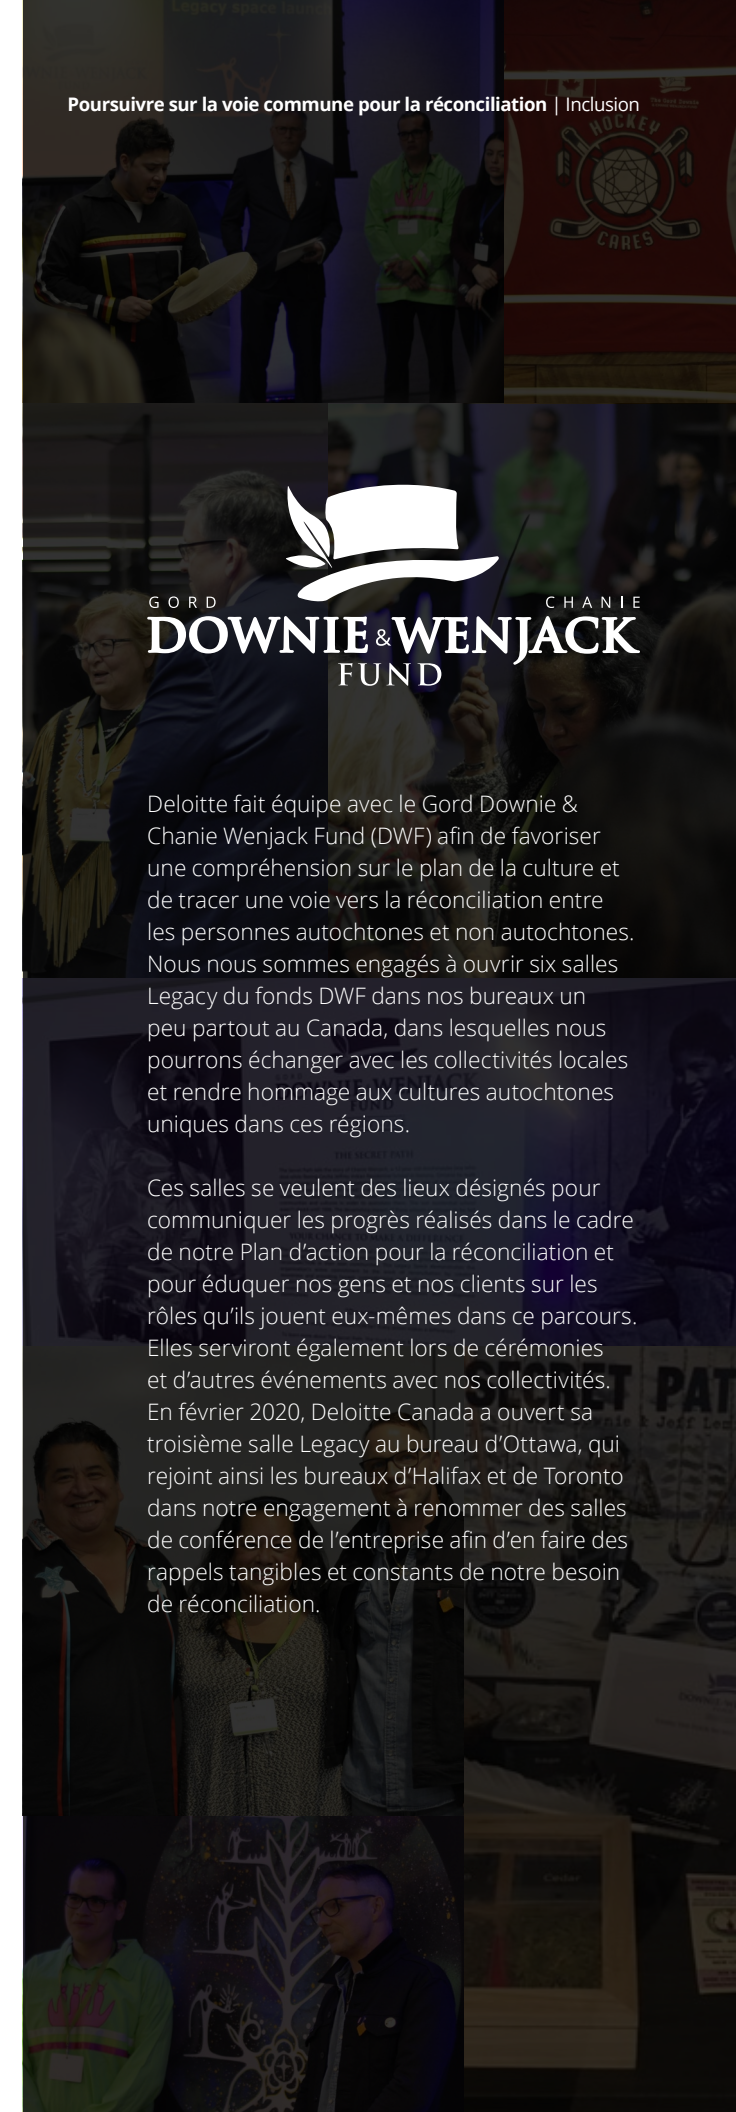 Legacy space launch
Poursuivre sur la voie commune pour la réconciliation | Inclusion
HOCKEY
CARES
GORD CHANIE
DOWNIE & WENJACK
FUND
Deloitte fait équipe avec le Gord Downie &
Chanie Wenjack Fund (DWF) afin de favoriser
une compréhension sur le plan de la culture et
de tracer une voie vers la réconciliation entre
les personnes autochtones et non autochtones.
Nous nous sommes engagés à ouvrir six salles
Legacy du fonds DWF dans nos bureaux un
peu partout au Canada, dans lesquelles nous
pourrons échanger avec les collectivités locales
et rendre hommage aux cultures autochtones
uniques dans ces régions.
THE SECRET PATH
Ces salles se veulent des lieux désignés pour
communiquer les progrès réalisés dans le cadre
de notre Plan d’action pour la réconciliation et
pour éduquer nos gens et nos clients sur les
rôles qu’ils jouent eux-mêmes dans ce parcours.
Elles serviront également lors de cérémonies
et d’autres événements avec nos collectivités.
En février 2020, Deloitte Canada a ouvert sa
troisième salle Legacy au bureau d’Ottawa, qui
rejoint ainsi les bureaux d’Halifax et de Toronto
dans notre engagement à renommer des salles
de conférence de l’entreprise afin d’en faire des
rappels tangibles et constants de notre besoin
de réconciliation.
Cedar